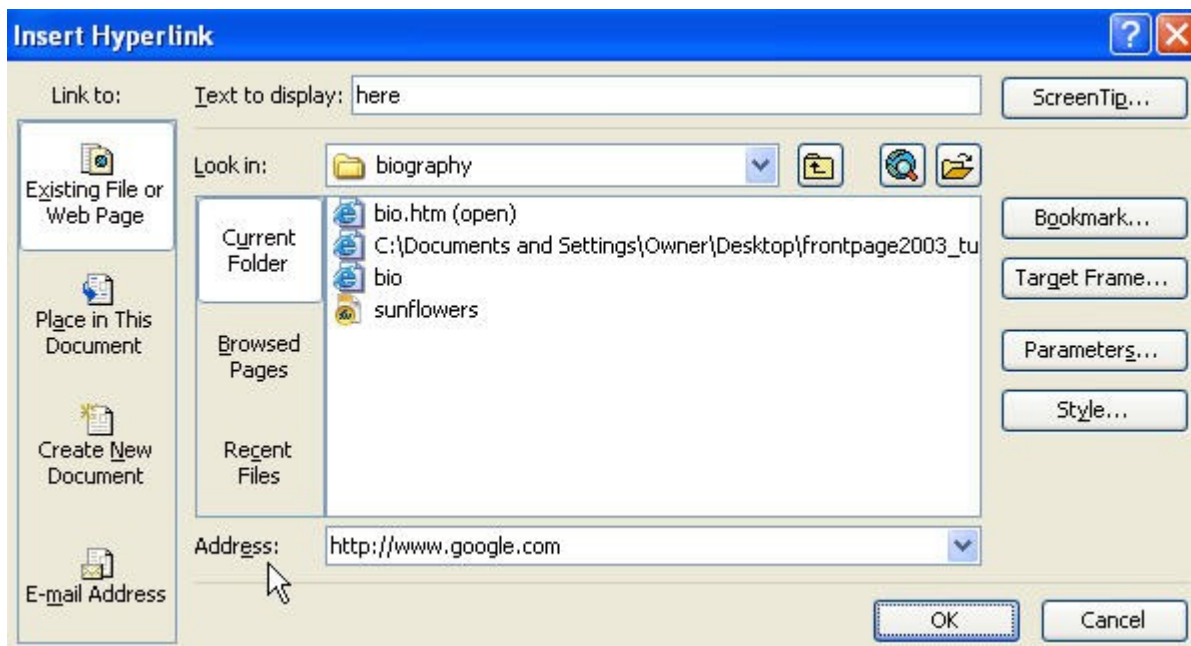 Insert Hyperlink
Link to:
Text to display: here
ScreenTip...
Existing File or
Web Page
Look in:
biography
Current
Folder
bio.htm (open)
C:\Documents and Settings\Owner\Desktop\frontpage2003_tu
bio
sunflowers
Bookmark...
Target Frame...
Place in This
Document
Browsed
Pages
Parameters...
Style...
Create New
Document
Recent
Files
Address: http://www.google.com
E-mail Address
OK
Cancel